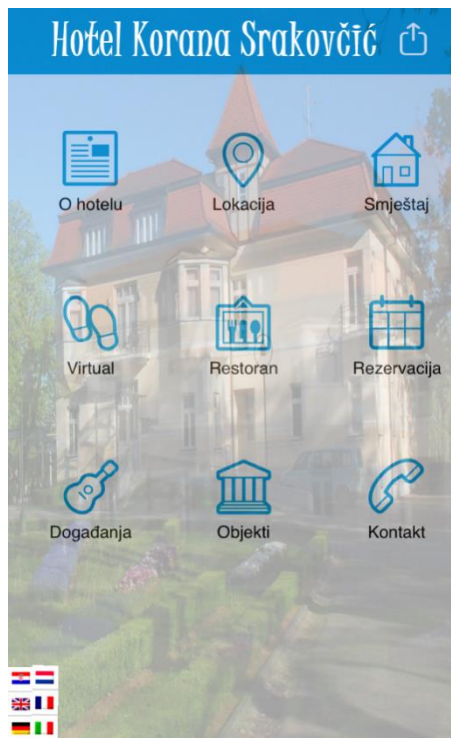 Hotel Korana Srakovčić
O hotelu Lokacija Smještaj
Virtual Restoran Rezervacija
Događanja Objekti Kontakt